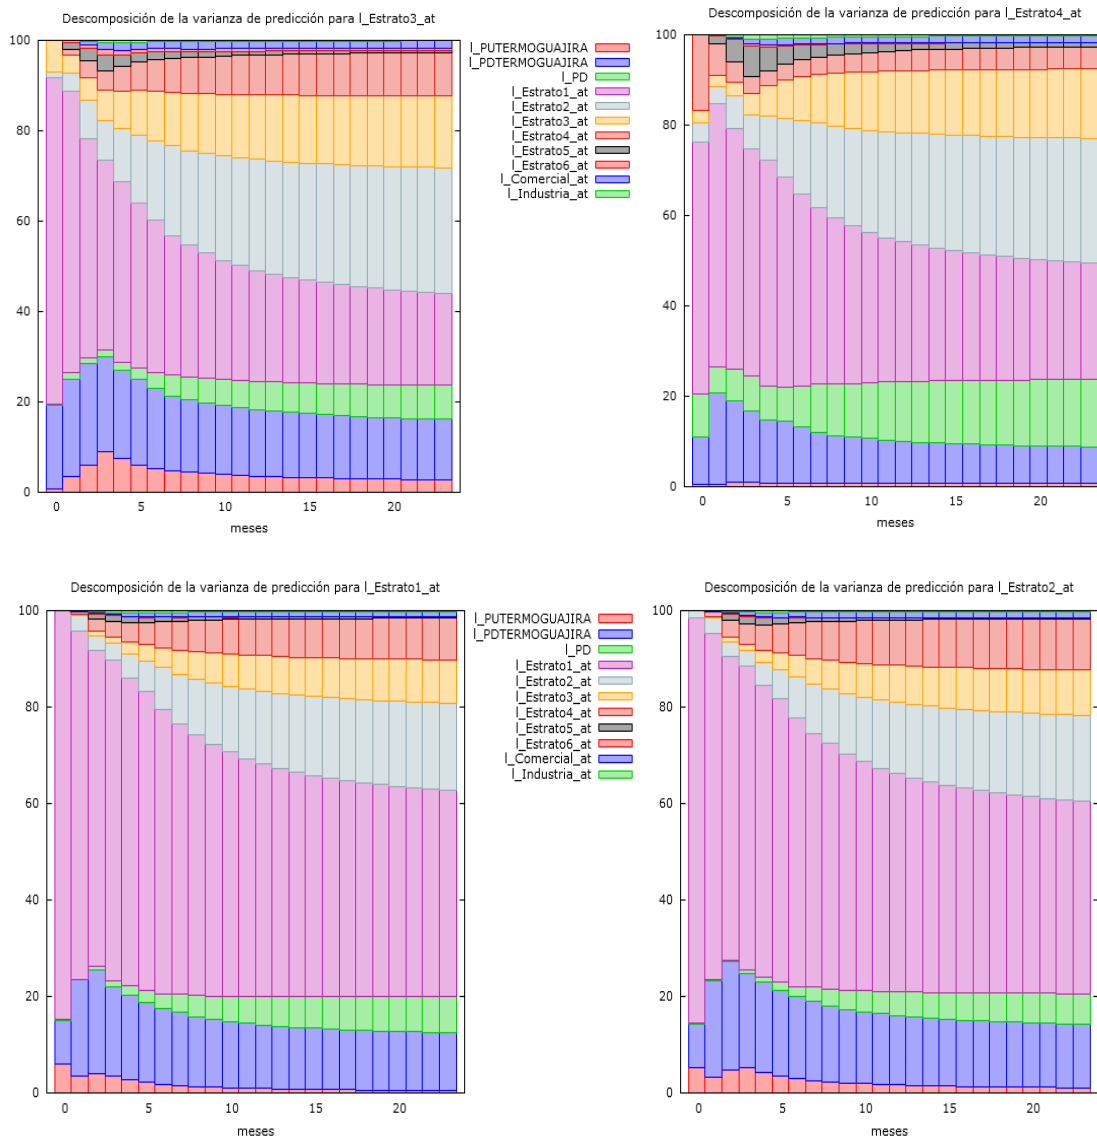 Descomposición de la varianza de predicción para l_Estrato3_at
100
80
60
40
20
0
0 5 10 15 20
meses
l_PUTERMOGUAJIRA
l_PDTERMOGUAJIRA
l_PD
l_Estrato1_at
l_Estrato2_at
l_Estrato3_at
l_Estrato4_at
l_Estrato5_at
l_Estrato6_at
l_Comercial_at
l_Industria_at
Descomposición de la varianza de predicción para l_Estrato4_at
100
80
60
40
20
0
0 5 10 15 20
meses
Descomposición de la varianza de predicción para l_Estrato1_at
100
80
60
40
20
0
0 5 10 15 20
meses
l_PUTERMOGUAJIRA
l_PDTERMOGUAJIRA
l_PD
l_Estrato1_at
l_Estrato2_at
l_Estrato3_at
l_Estrato4_at
l_Estrato5_at
l_Estrato6_at
l_Comercial_at
l_Industria_at
Descomposición de la varianza de predicción para l_Estrato2_at
100
80
60
40
20
0
0 5 10 15 20
meses